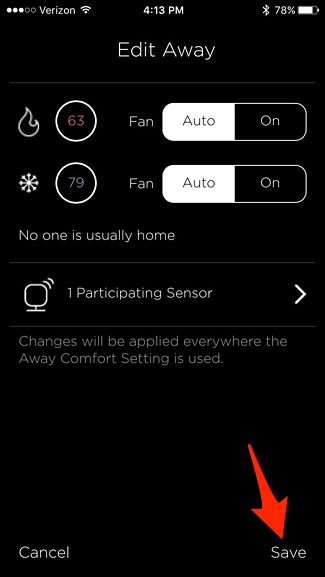 Verizon 4:13 PM 78%
Edit Away
63 Fan Auto On
79 Fan Auto On
No one is usually home
1 Participating Sensor
Changes will be applied everywhere the
Away Comfort Setting is used.
Cancel Save